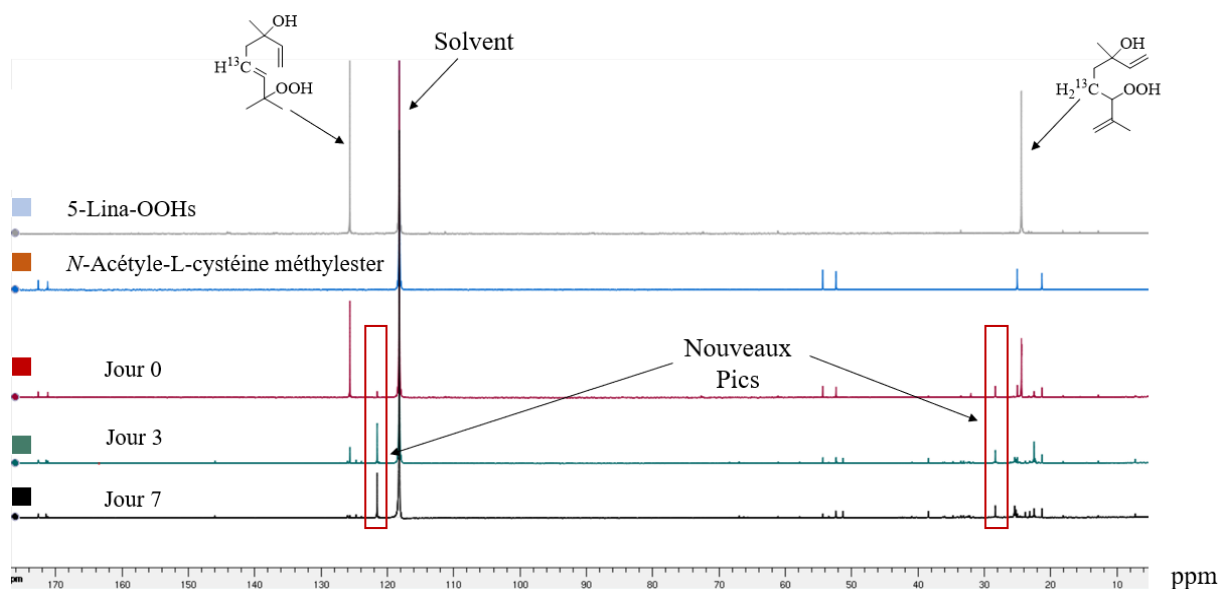 OH
H¹³C
OOH
Solvent
OH
H₂¹³C
OOH
5-Lina-OOHs
N-Acétyle-L-cystéine méthylester
Jour 0
Nouveaux
Pics
Jour 3
Jour 7
ppm 170 160 150 140 130 120 110 100 90 80 70 60 50 40 30 20 10 ppm